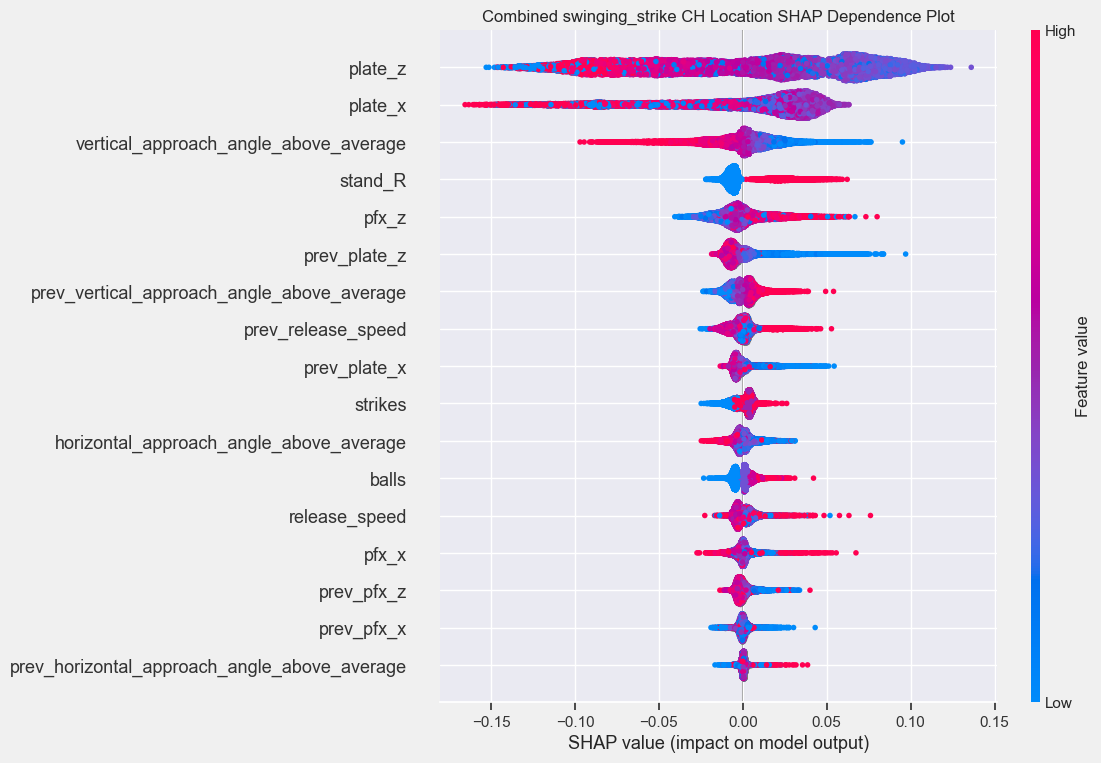 Combined swinging_strike CH Location SHAP Dependence Plot
High
plate_z
plate_x
vertical_approach_angle_above_average
stand_R
pfx_z
prev_plate_z
prev_vertical_approach_angle_above_average
prev_release_speed
prev_plate_x
strikes
horizontal_approach_angle_above_average
balls
release_speed
pfx_x
prev_pfx_z
prev_pfx_x
prev_horizontal_approach_angle_above_average
Feature value
Low
−0.15 −0.10 −0.05 0.00 0.05 0.10 0.15
SHAP value (impact on model output)